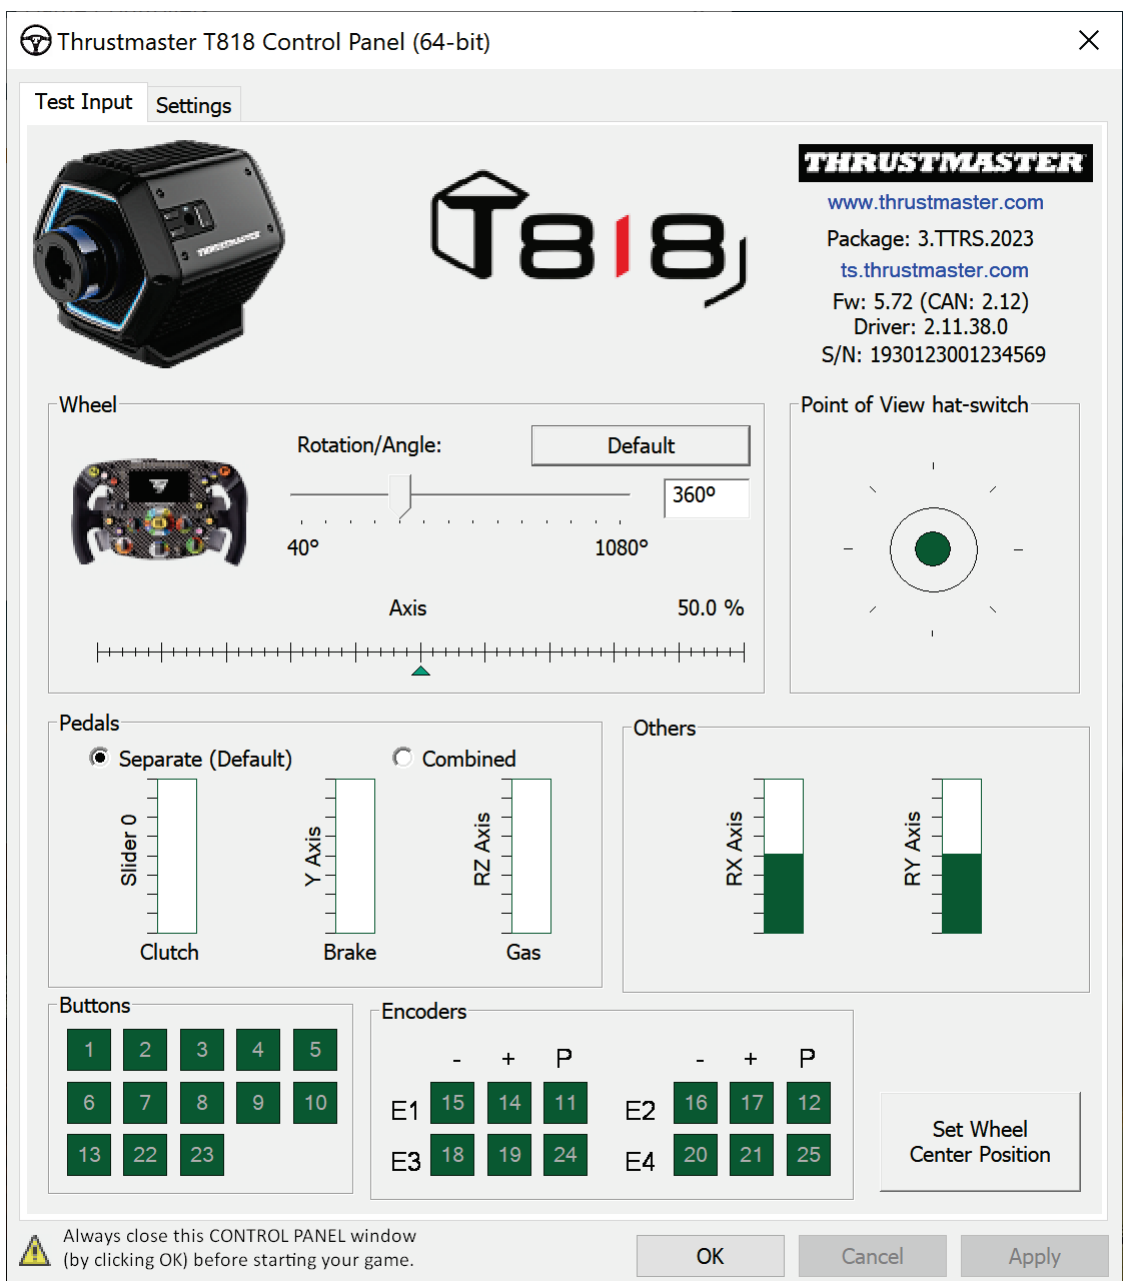 Thrustmaster T818 Control Panel (64-bit)
Test Input
Settings
THRUSTMASTER
T818
THRUSTMASTER
www.thrustmaster.com
Package: 3.TTRS.2023
ts.thrustmaster.com
Fw: 5.72 (CAN: 2.12)
Driver: 2.11.38.0
S/N: 1930123001234569
Wheel
Rotation/Angle:
Default
360º
40º
1080º
Axis
50.0 %
Point of View hat-switch
Pedals
Separate (Default)
Combined
Slider 0
Y Axis
RZ Axis
Clutch
Brake
Gas
Others
RX Axis
RY Axis
Buttons
1 2 3 4 5
6 7 8 9 10
13 22 23
Encoders
- + P - + P
E1 15 14 11 E2 16 17 12
E3 18 19 24 E4 20 21 25
Set Wheel
Center Position
Always close this CONTROL PANEL window
(by clicking OK) before starting your game.
OK
Cancel
Apply